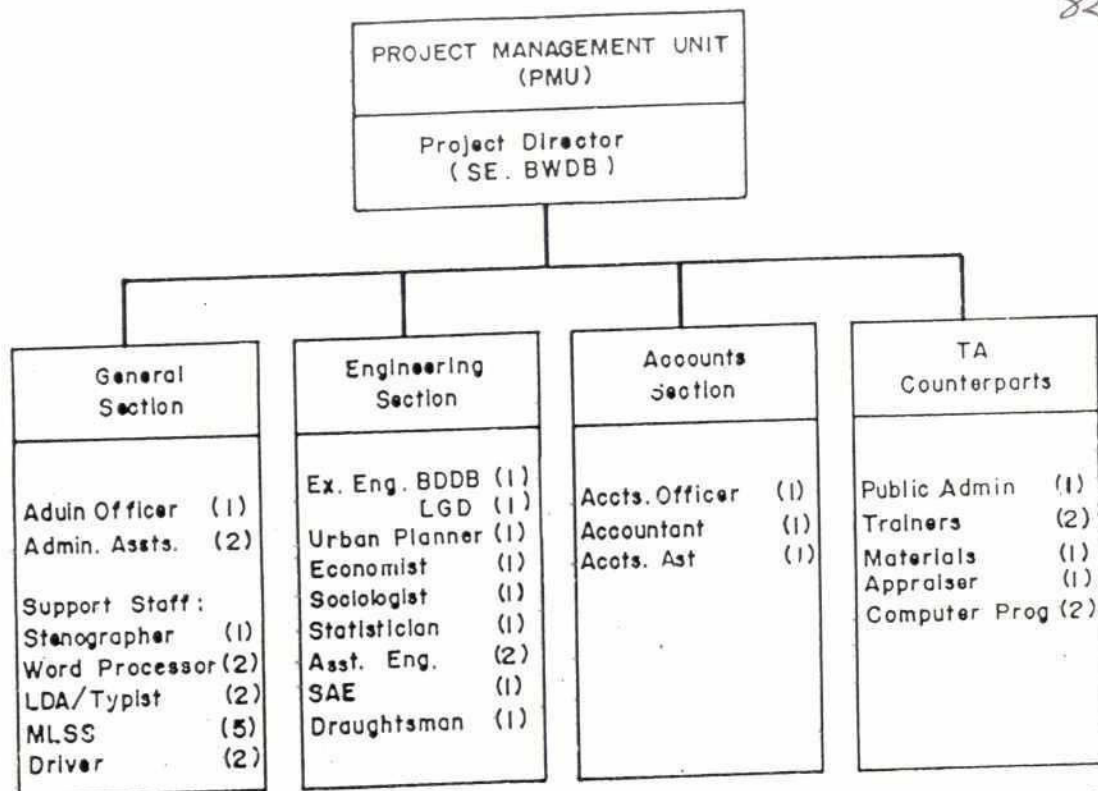 82
PROJECT MANAGEMENT UNIT
(PMU)
Project Director
(SE. BWDB)
General
Section
Aduin Officer (1)
Admin. Assts. (2)
Support Staff:
Stenographer (1)
Word Processor (2)
LDA/Typist (2)
MLSS (5)
Driver (2)
Engineering
Section
Ex. Eng. BDDB (1)
LGD (1)
Urban Planner (1)
Economist (1)
Sociologist (1)
Statistician (1)
Asst. Eng. (2)
SAE (1)
Draughtsman (1)
Accounts
Section
Accts. Officer (1)
Accountant (1)
Accts. Ast (1)
TA
Counterparts
Public Admin (1)
Trainers (2)
Materials (1)
Appraiser (1)
Computer Prog (2)